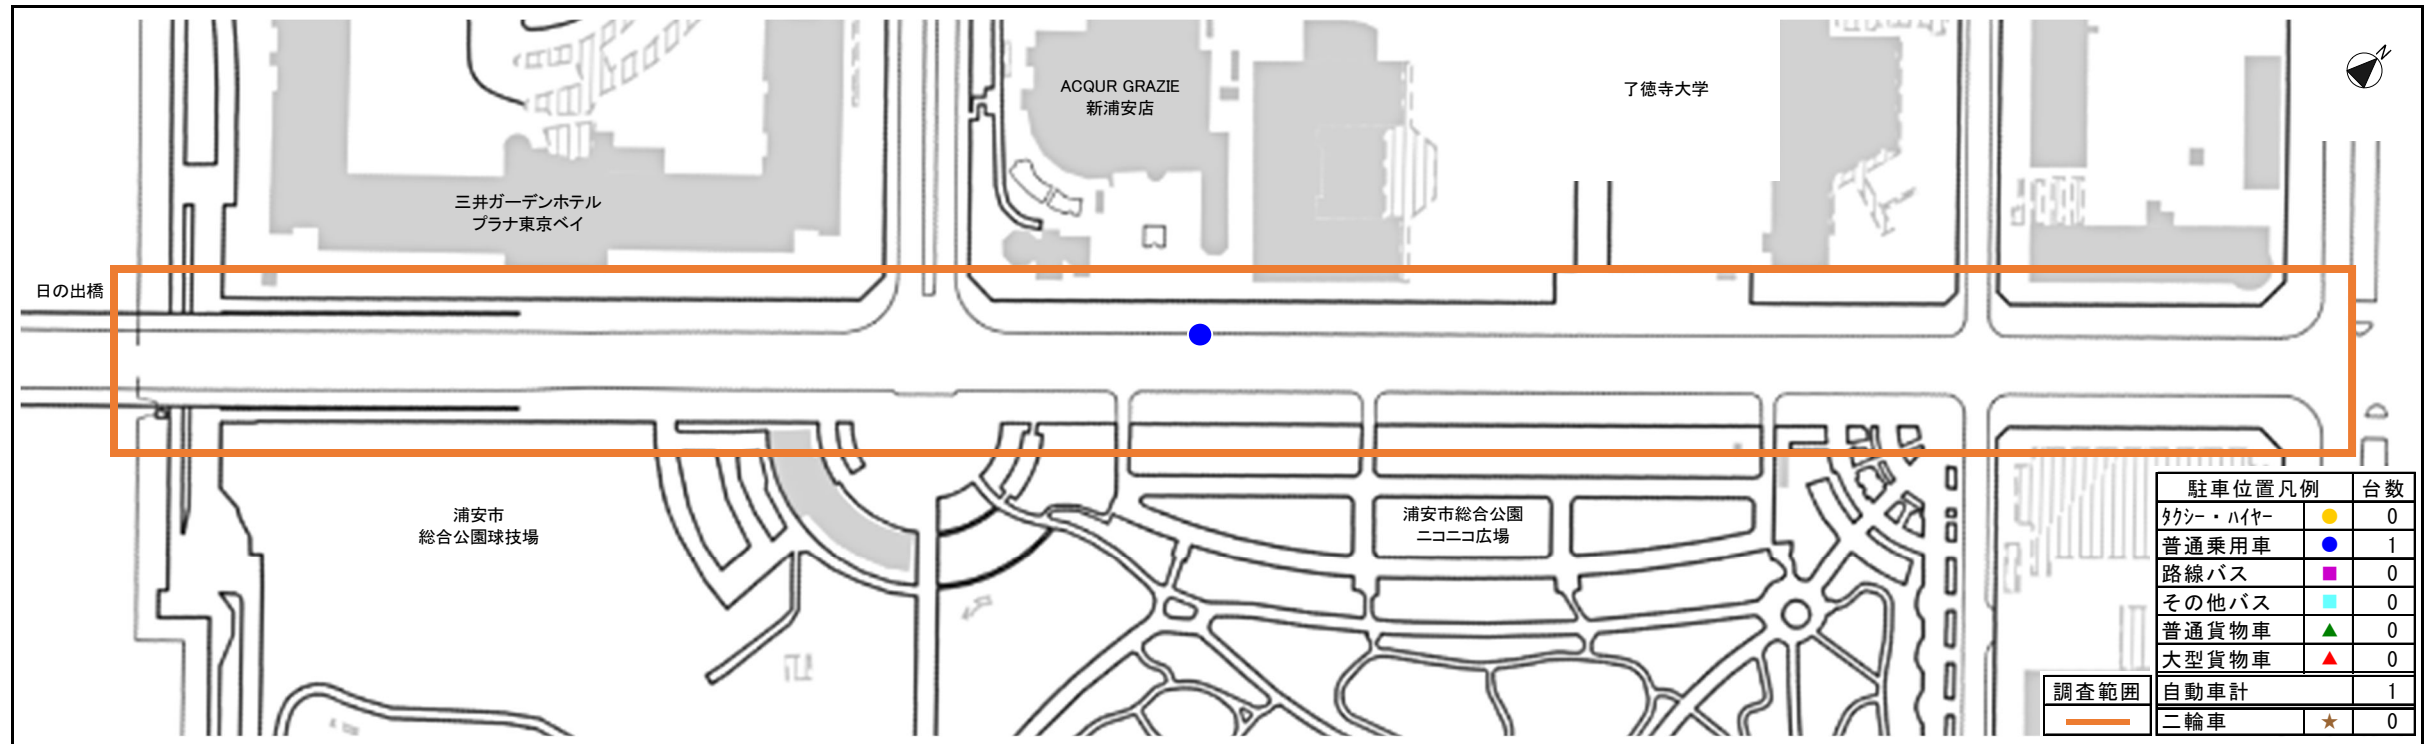 N
ACQUR GRAZIE
新浦安店
了徳寺大学
三井ガーデンホテル
プラナ東京ベイ
日の出橋
浦安市
総合公園球技場
浦安市総合公園
ニコニコ広場
駐車位置凡例 台数
ﾀｸｼｰ・ﾊｲﾔｰ 0
普通乗用車 1
路線バス 0
その他バス 0
普通貨物車 0
大型貨物車 0
調査範囲
自動車計 1
二輪車 0